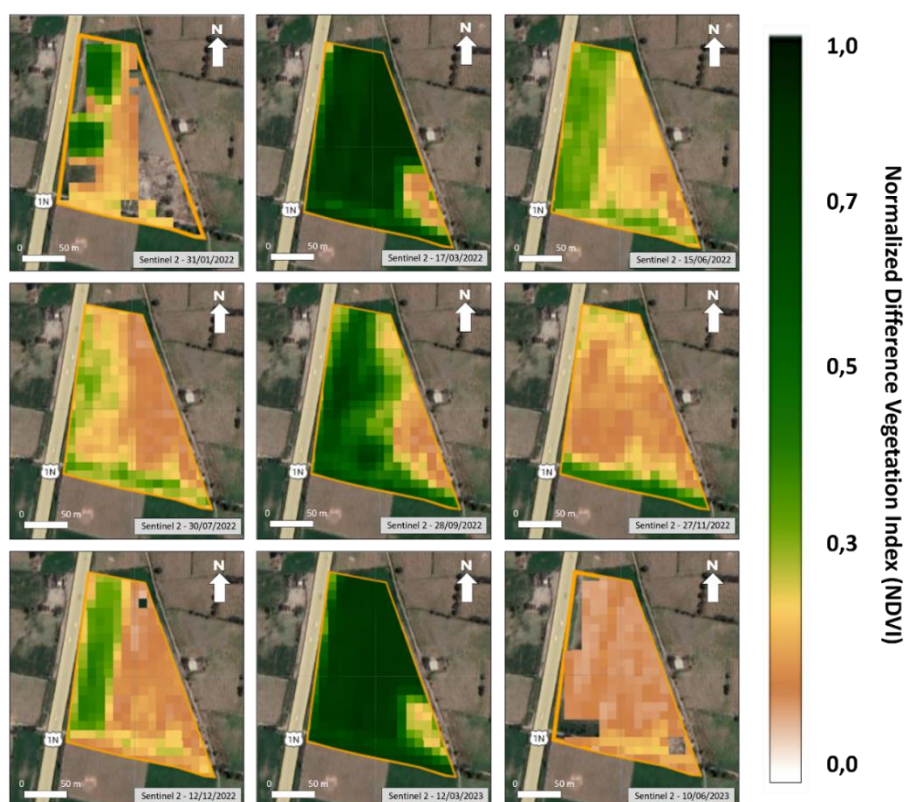 N
1N
0 50 m
Sentinel 2 - 31/01/2022
N
1N
0 50 m
Sentinel 2 - 17/03/2022
N
1N
0 50 m
Sentinel 2 - 15/06/2022
N
1N
0 50 m
Sentinel 2 - 30/07/2022
N
1N
0 50 m
Sentinel 2 - 28/09/2022
N
1N
0 50 m
Sentinel 2 - 27/11/2022
N
1N
0 50 m
Sentinel 2 - 12/12/2022
N
1N
0 50 m
Sentinel 2 - 12/03/2023
N
1N
0 50 m
Sentinel 2 - 10/06/2023
1,0
0,7
0,5
0,3
0,0
Normalized Difference Vegetation Index (NDVI)